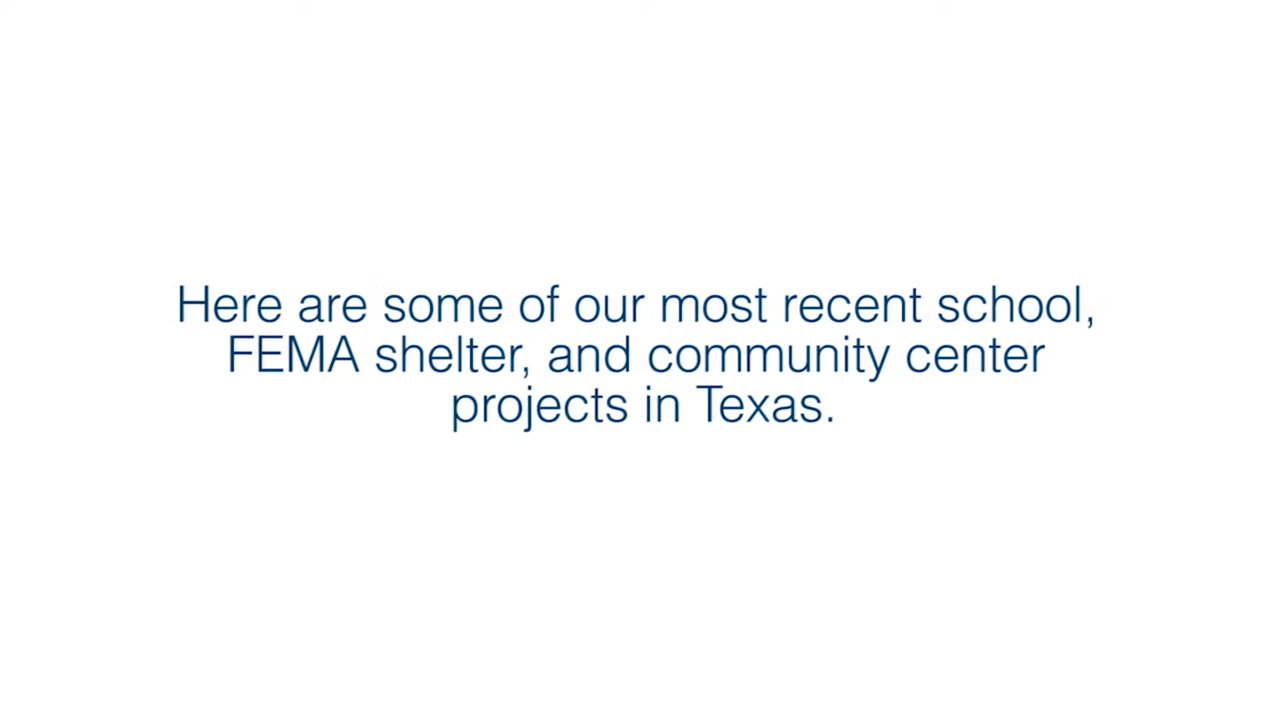 Here are some of our most recent school,
FEMA shelter, and community center
projects in Texas.